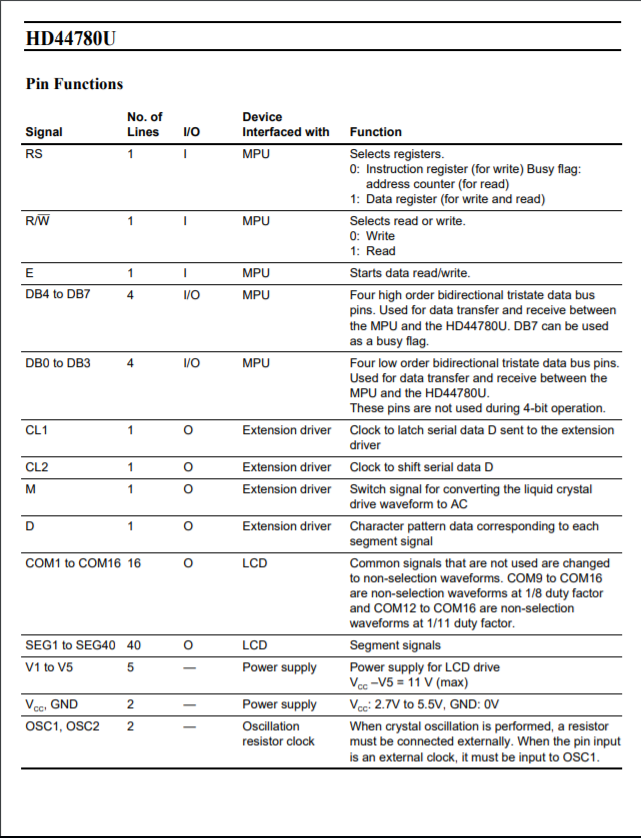 HD44780U
Pin Functions
Signal No. of Lines I/O Device Interfaced with Function
RS 1 I MPU Selects registers.
0: Instruction register (for write) Busy flag:
address counter (for read)
1: Data register (for write and read)
R/W̅ 1 I MPU Selects read or write.
0: Write
1: Read
E 1 I MPU Starts data read/write.
DB4 to DB7 4 I/O MPU Four high order bidirectional tristate data bus
pins. Used for data transfer and receive between
the MPU and the HD44780U. DB7 can be used
as a busy flag.
DB0 to DB3 4 I/O MPU Four low order bidirectional tristate data bus pins.
Used for data transfer and receive between the
MPU and the HD44780U.
These pins are not used during 4-bit operation.
CL1 1 O Extension driver Clock to latch serial data D sent to the extension
driver
CL2 1 O Extension driver Clock to shift serial data D
M 1 O Extension driver Switch signal for converting the liquid crystal
drive waveform to AC
D 1 O Extension driver Character pattern data corresponding to each
segment signal
COM1 to COM16 16 O LCD Common signals that are not used are changed
to non-selection waveforms. COM9 to COM16
are non-selection waveforms at 1/8 duty factor
and COM12 to COM16 are non-selection
waveforms at 1/11 duty factor.
SEG1 to SEG40 40 O LCD Segment signals
V1 to V5 5 — Power supply Power supply for LCD drive
Vcc –V5 = 11 V (max)
Vcc, GND 2 — Power supply Vcc: 2.7V to 5.5V, GND: 0V
OSC1, OSC2 2 — Oscillation When crystal oscillation is performed, a resistor
resistor clock must be connected externally. When the pin input
is an external clock, it must be input to OSC1.